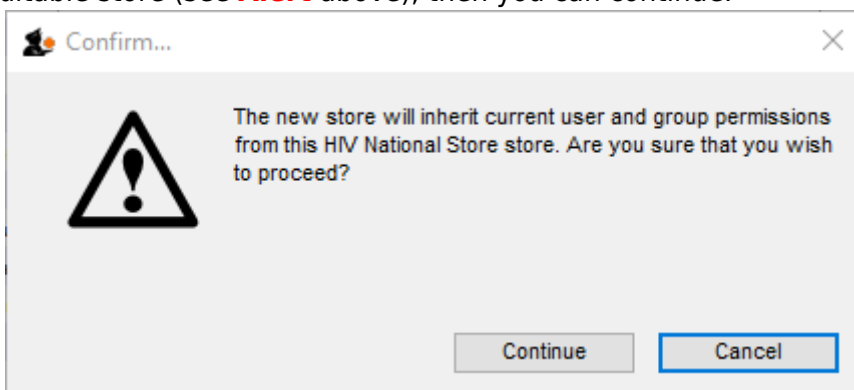 suitable store (see Alert above), then you can continue.
Confirm...
The new store will inherit current user and group permissions
from this HIV National Store store. Are you sure that you wish
to proceed?
Continue
Cancel